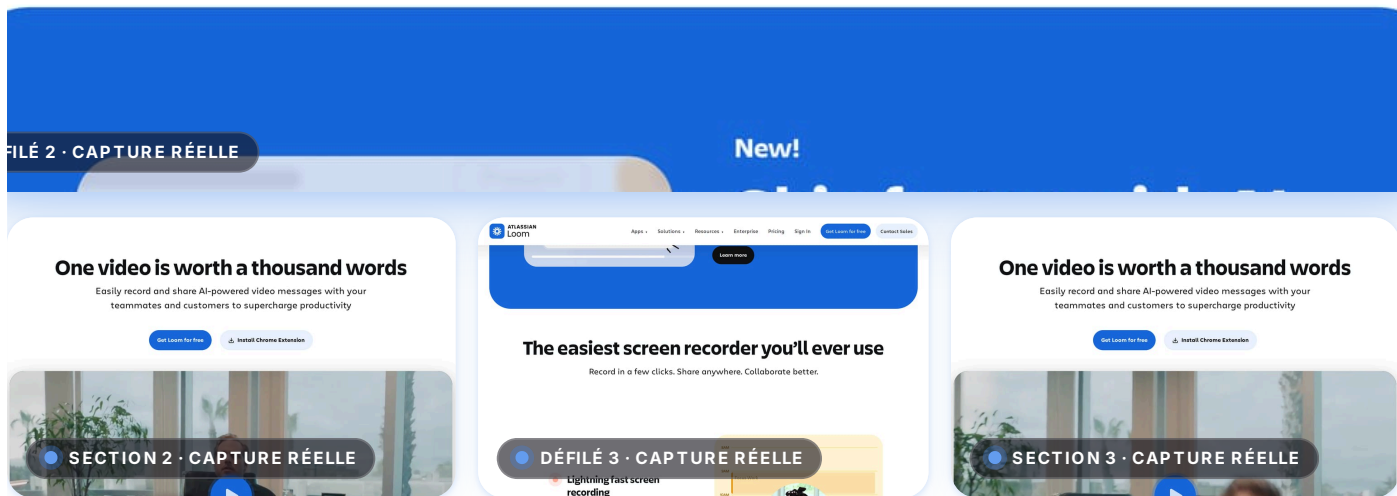 New!
FILÉ 2 · CAPTURE RÉELLE
One video is worth a thousand words
Easily record and share AI-powered video messages with your
teammates and customers to supercharge productivity
Get Loom for free
Install Chrome Extension
SECTION 2 · CAPTURE RÉELLE
ATLASSIAN
Loom
Apps
Solutions
Resources
Enterprise
Pricing
Sign In
Get Loom for free
Contact Sales
Learn more
The easiest screen recorder you'll ever use
Record in a few clicks. Share anywhere. Collaborate better.
DÉFILÉ 3 · CAPTURE RÉELLE
Lightning fast screen
recording
One video is worth a thousand words
Easily record and share AI-powered video messages with your
teammates and customers to supercharge productivity
Get Loom for free
Install Chrome Extension
SECTION 3 · CAPTURE RÉELLE